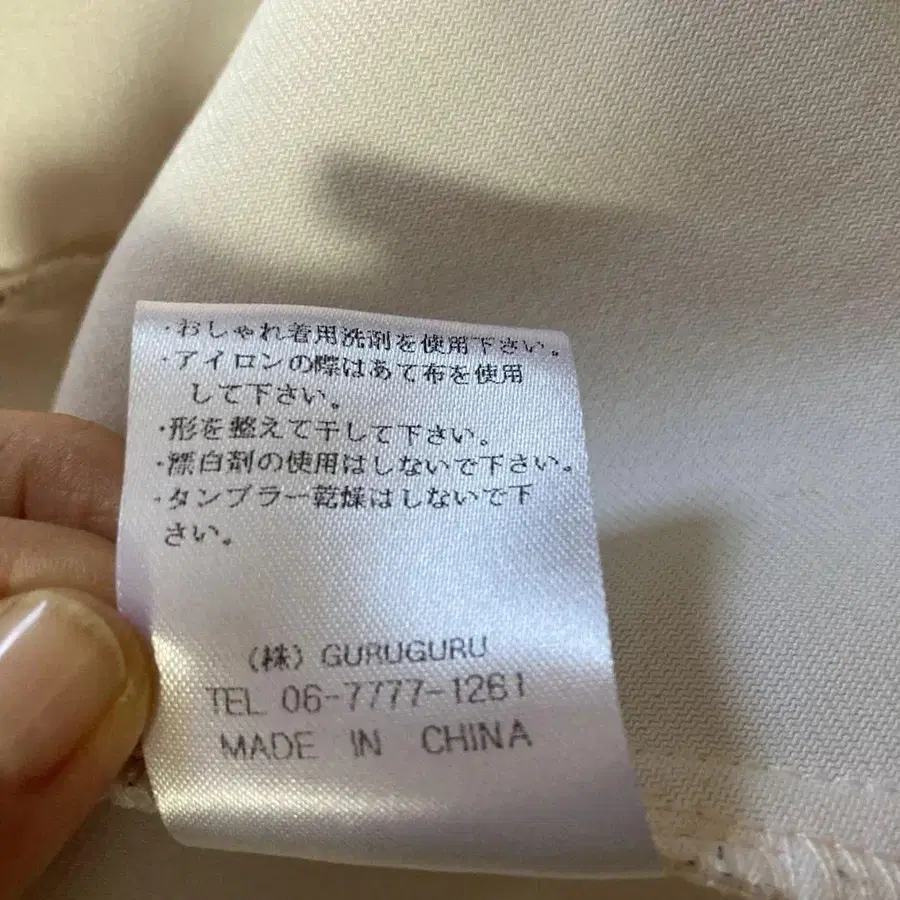 ・おしゃれ着用洗剤を使用下さい。
・アイロンの際はあて布を使用
して下さい。
・形を整えて干して下さい。
・漂白剤の使用はしないで下さい。
・タンブラー乾燥はしないで下
さい。
(株) GURUGURU
TEL 06-7777-1261
MADE IN CHINA